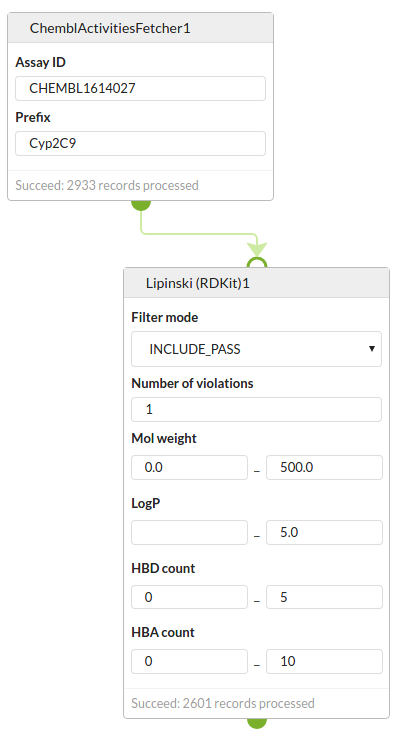 ChemblActivitiesFetcher1
Assay ID
CHEMBL1614027
Prefix
Cyp2C9
Succeed: 2933 records processed
Lipinski (RDKit)1
Filter mode
INCLUDE_PASS
Number of violations
1
Mol weight
0.0 – 500.0
LogP
– 5.0
HBD count
0 – 5
HBA count
0 – 10
Succeed: 2601 records processed